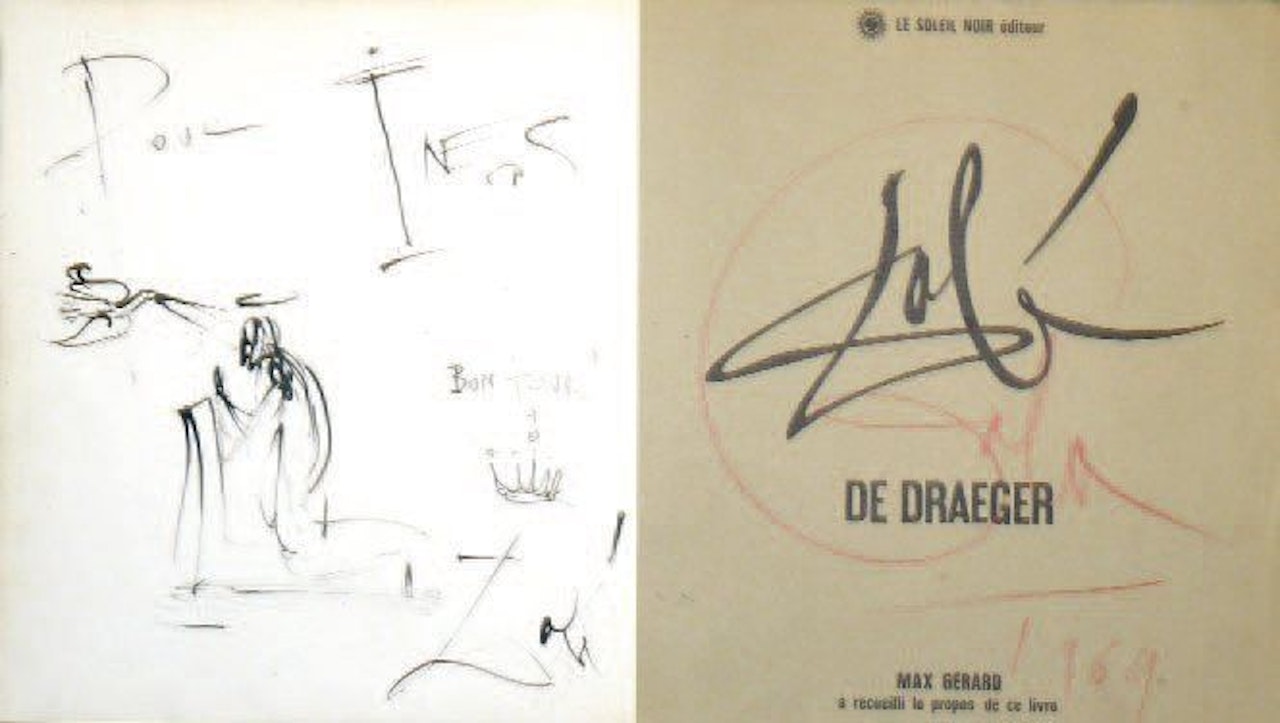 Pour INES
BON JOUR
Dalí
LE SOLEIL NOIR éditeur
Dalí
DE DRAEGER
1969.
MAX GERARD
a recueilli le propos de ce livre